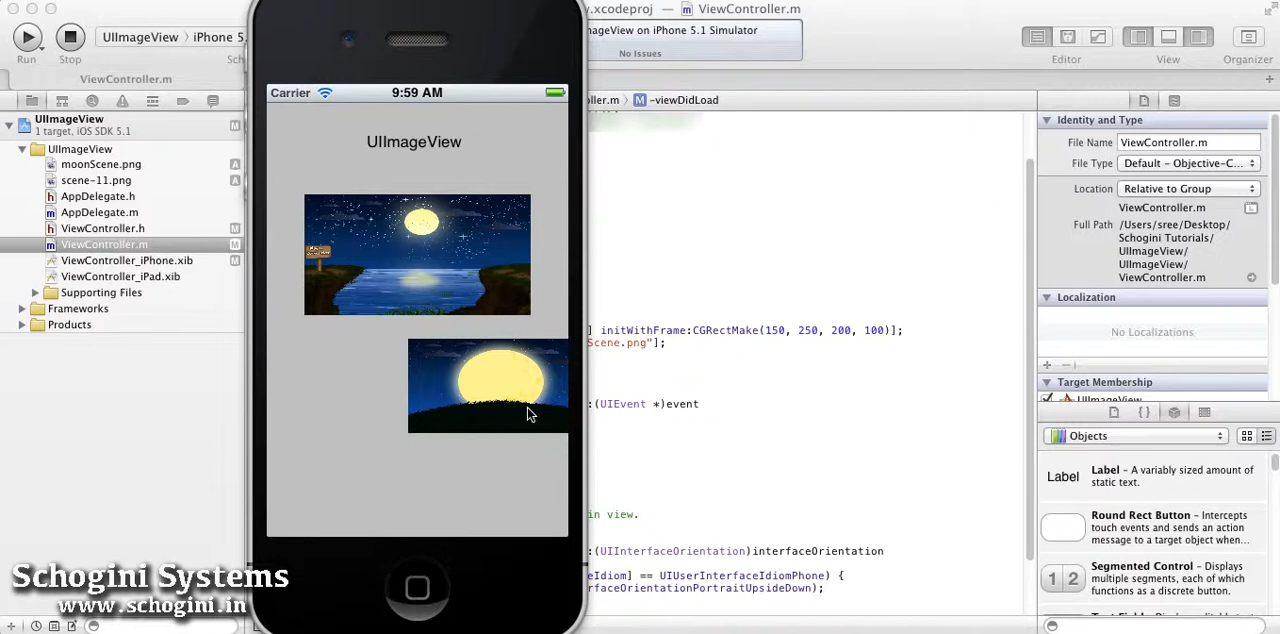 y.xcodeproj — ViewController.m
UIImageView iPhone 5.
mageView on iPhone 5.1 Simulator
No Issues
Run Stop
Editor View Organizer
ViewController.m
ller.m -viewDidLoad
UIImageView
1 target, iOS SDK 5.1
UIImageView
moonScene.png
scene-11.png
AppDelegate.h
AppDelegate.m
ViewController.h
ViewController.m
ViewController_iPhone.xib
ViewController_iPad.xib
Supporting Files
Frameworks
Products
Carrier 9:59 AM
UIImageView
] initWithFrame:CGRectMake(150, 250, 200, 100)];
Scene.png"];
:(UIEvent *)event
in view.
:(UIInterfaceOrientation)interfaceOrientation
eIdiom] == UIUserInterfaceIdiomPhone) {
rfaceOrientationPortraitUpsideDown);
Identity and Type
File Name ViewController.m
File Type Default - Objective-C...
Location Relative to Group
ViewController.m
Full Path /Users/sree/Desktop/
Schogini Tutorials/
UIImageView/
UIImageView/
ViewController.m
Localization
No Localizations
Target Membership
UIImageView
Objects
Label
Label - A variably sized amount of
static text.
Round Rect Button - Intercepts
touch events and sends an action
message to a target object when...
1 2
Segmented Control - Displays
multiple segments, each of which
functions as a discrete button.
Schogini Systems
www.schogini.in